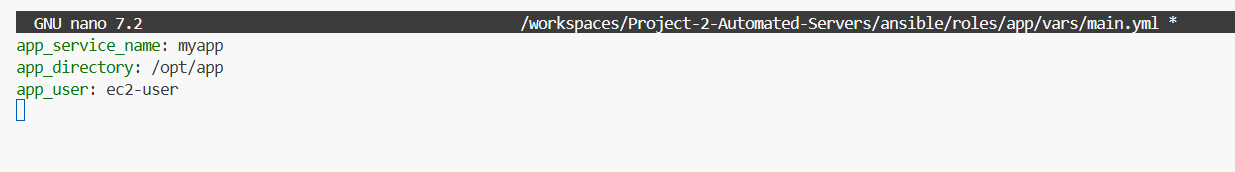 GNU nano 7.2 /workspaces/Project-2-Automated-Servers/ansible/roles/app/vars/main.yml *
app_service_name: myapp
app_directory: /opt/app
app_user: ec2-user